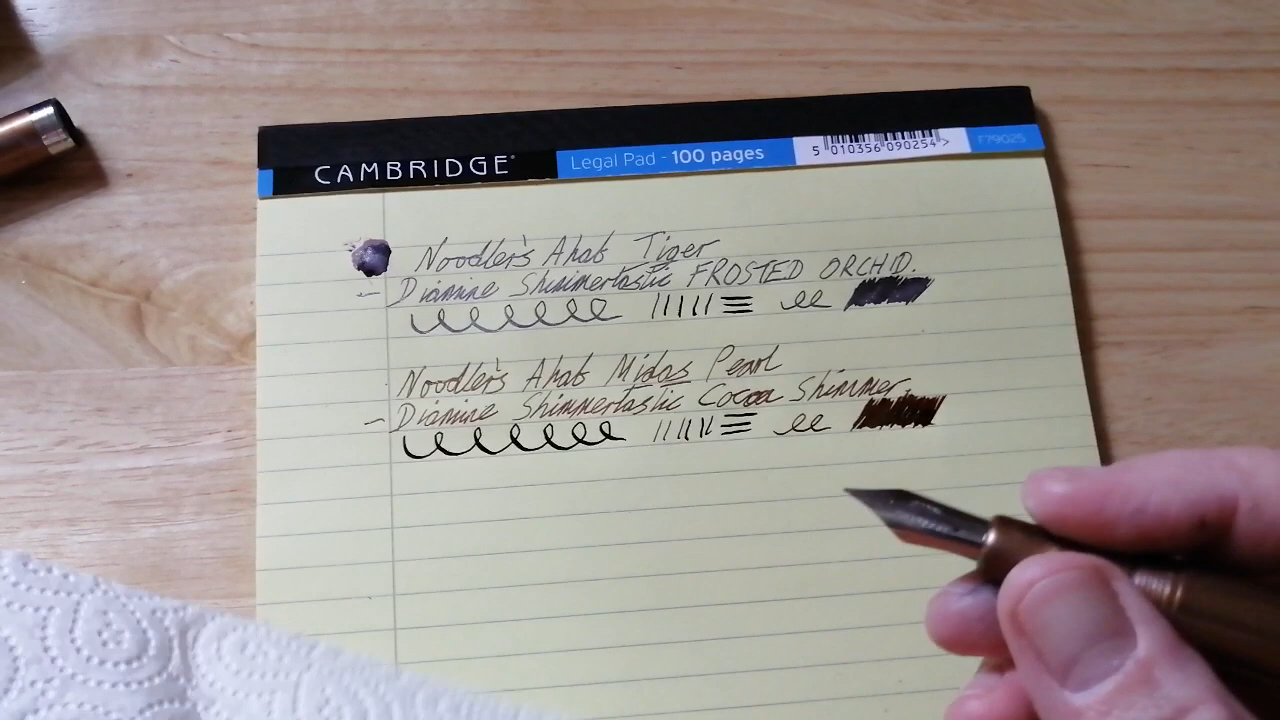 CAMBRIDGE
Legal Pad - 100 pages
5 010356 090254 >
F79025
Noodler's Ahab Tiger
- Diamine Shimmertastic FROSTED ORCHID.
Noodler's Ahab Midas Pearl
- Diamine Shimmertastic Cocoa Shimmer.